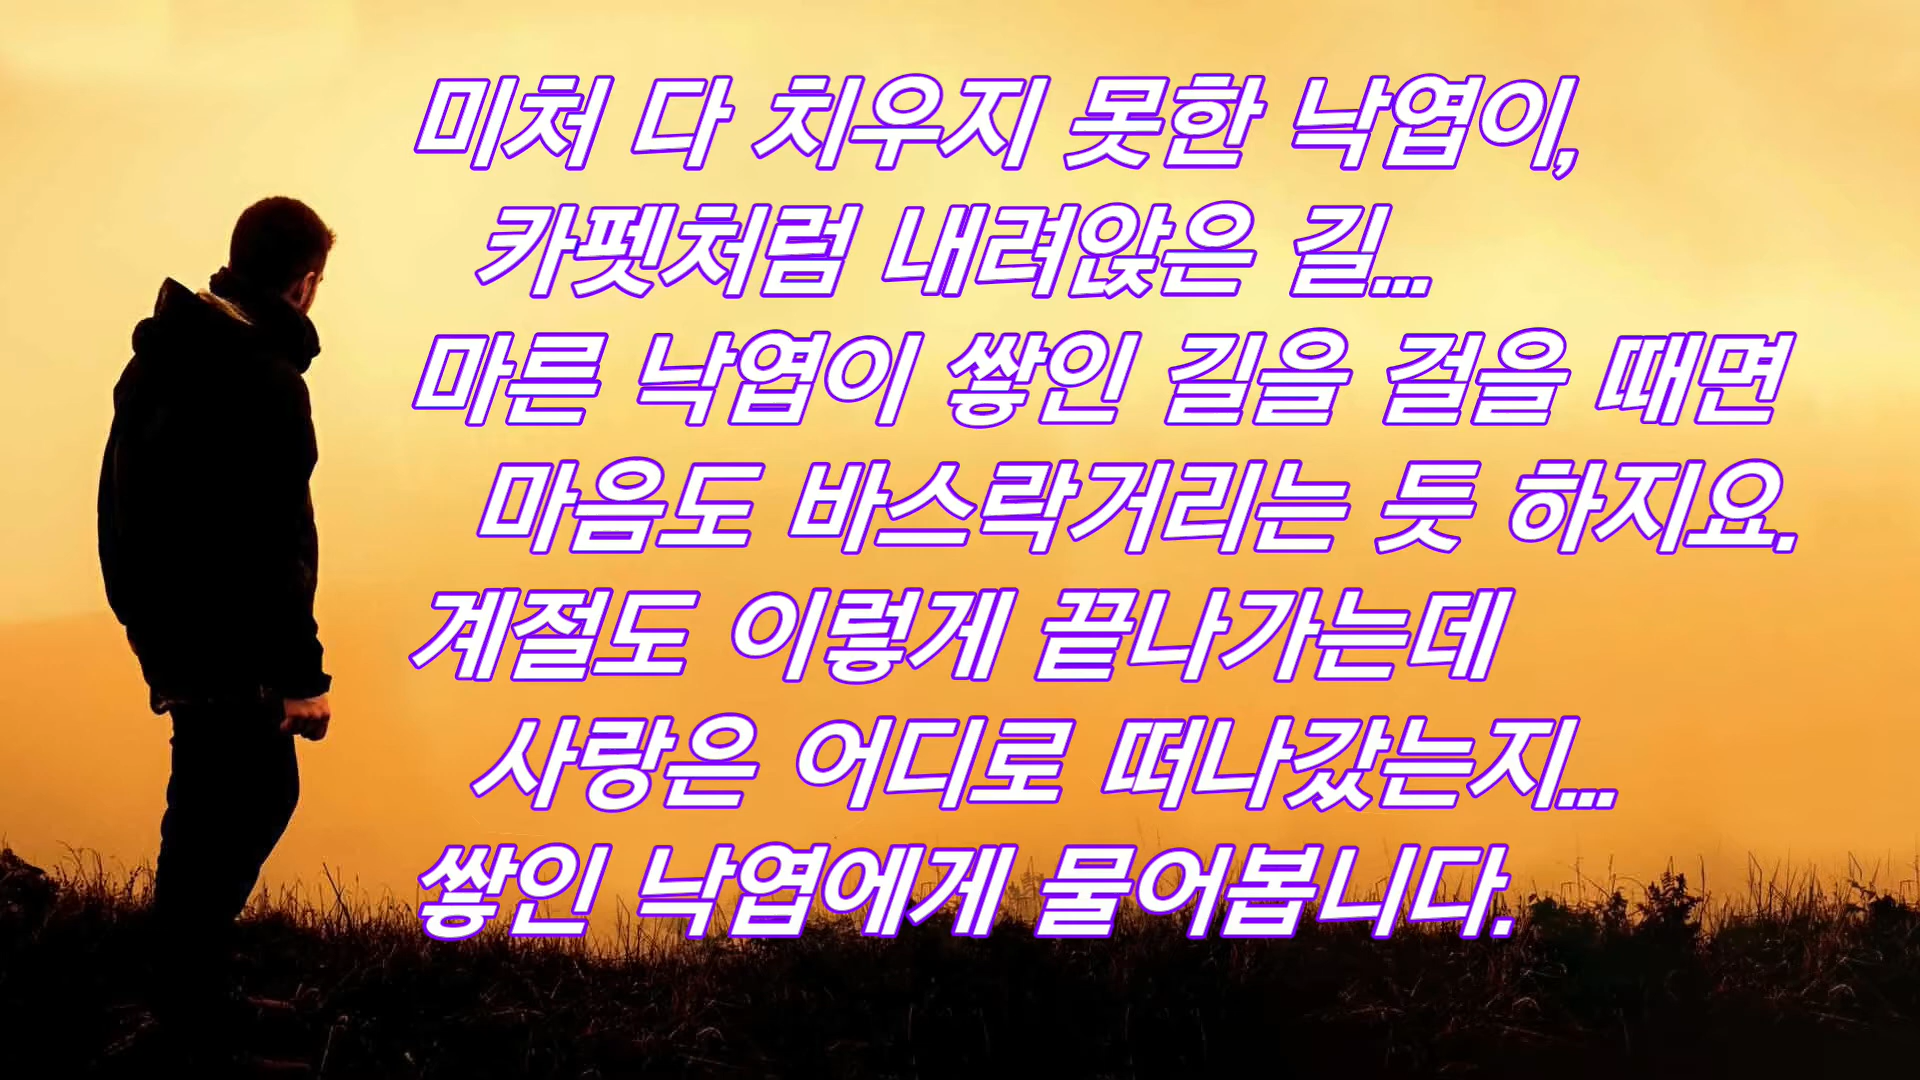 미처 다 치우지 못한 낙엽이,
카펫처럼 내려앉은 길...
마른 낙엽이 쌓인 길을 걸을 때면
마음도 바스락거리는 듯 하지요.
계절도 이렇게 끝나가는데
사랑은 어디로 떠나갔는지...
쌓인 낙엽에게 물어봅니다.